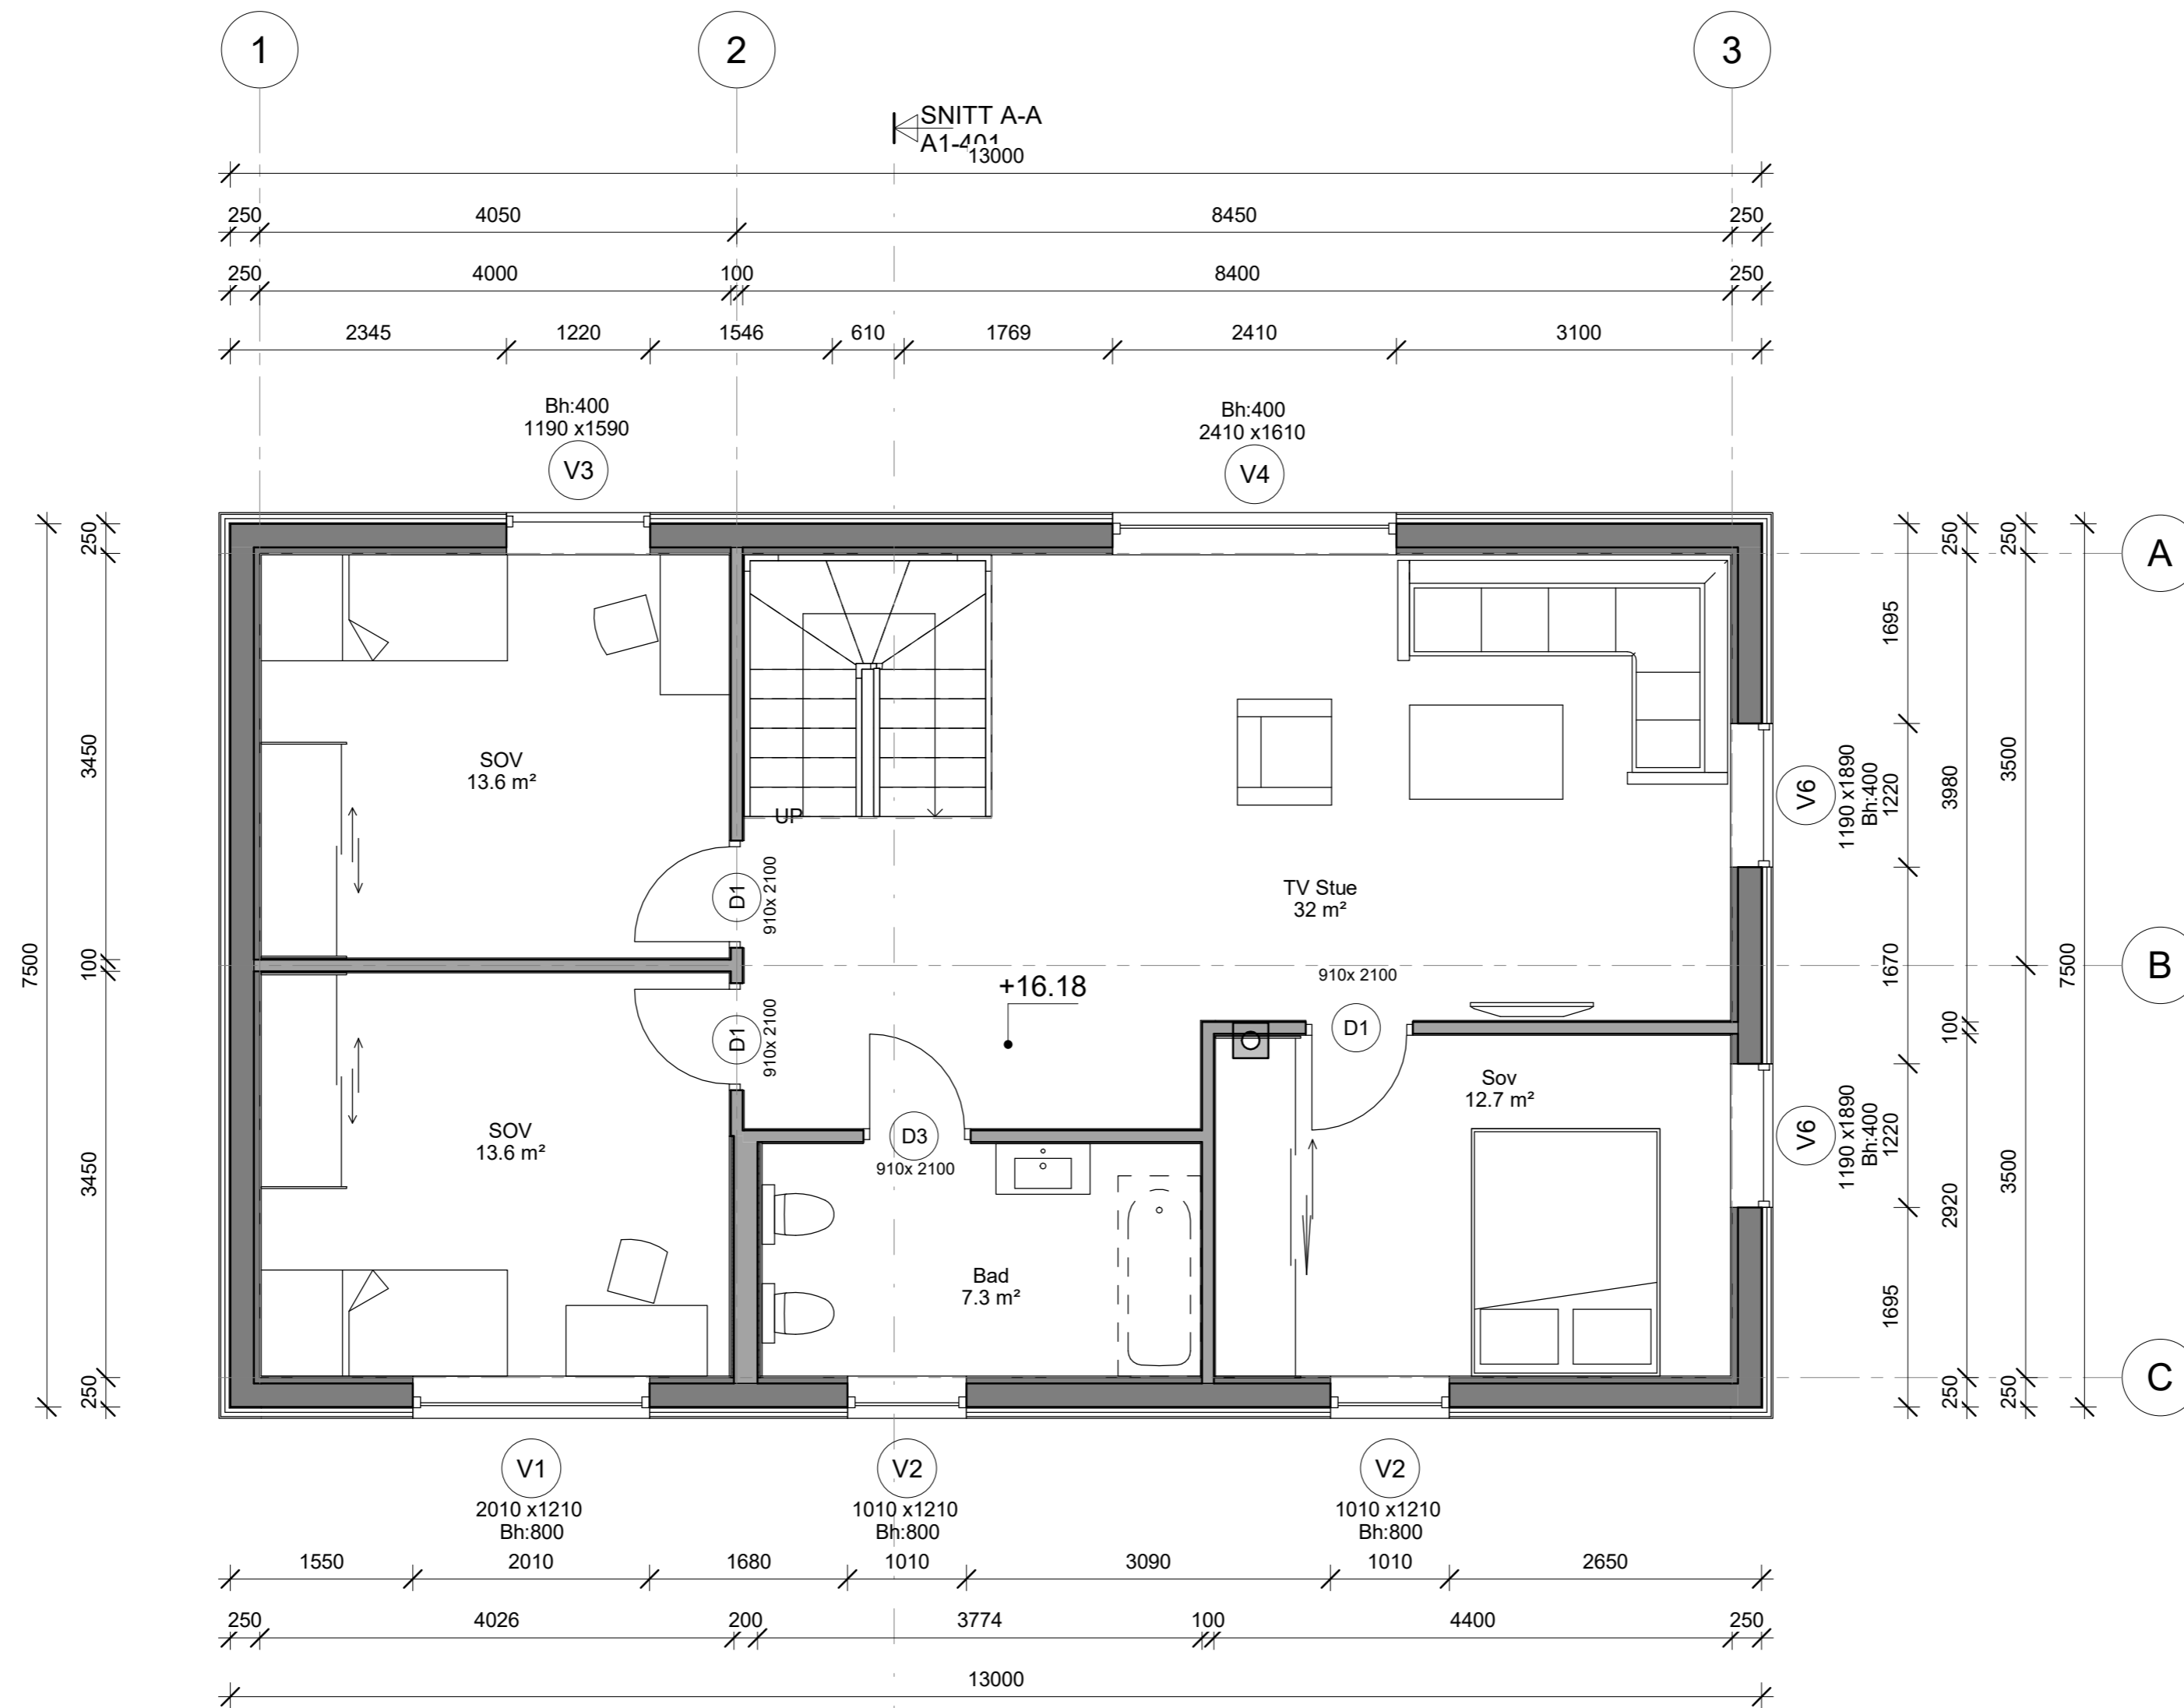 1
2
3
SNITT A-A
A1-401
13000
250 4050 8450 250
250 4000 100 8400 250
2345 1220 1546 610 1769 2410 3100
Bh:400
1190 x1590
V3
Bh:400
2410 x1610
V4
7500
250
3450
100
3450
250
SOV
13.6 m²
UP
D1
910x 2100
TV Stue
32 m²
+16.18
910x 2100
D1
D1
910x 2100
SOV
13.6 m²
D3
910x 2100
Bad
7.3 m²
Sov
12.7 m²
V6
1190 x1890
Bh:400
1220
V6
1190 x1890
Bh:400
1220
1695
1670
1695
250
3980
100
2920
250
250
3500
3500
250
7500
A
B
C
V1
2010 x1210
Bh:800
V2
1010 x1210
Bh:800
V2
1010 x1210
Bh:800
1550 2010 1680 1010 3090 1010 2650
250 4026 200 3774 100 4400 250
13000